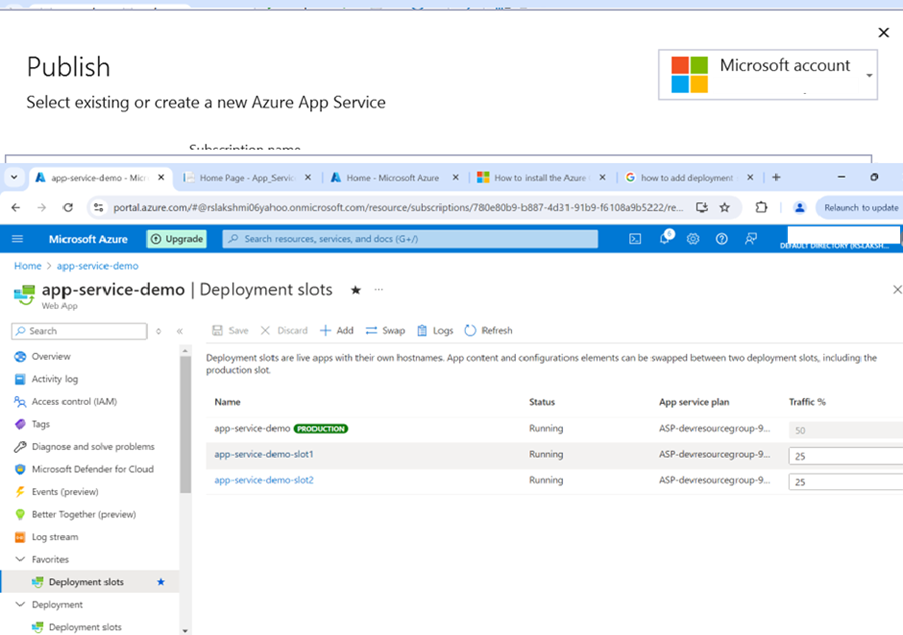 Publish
Microsoft account
Select existing or create a new Azure App Service
Subscription name
app-service-demo - Micr
Home Page - App_Servic
Home - Microsoft Azure
How to install the Azure
how to add deployment
portal.azure.com/#@rslakshmi06yahoo.onmicrosoft.com/resource/subscriptions/780e80b9-b887-4d31-91b9-f6108a9b5222/re...
Relaunch to update
Microsoft Azure
Upgrade
Search resources, services, and docs (G+/)
6
DEFAULT DIRECTORY (RSLAKSH...
Home > app-service-demo
app-service-demo | Deployment slots ★ ...
Web App
Search
Save
Discard
Add
Swap
Logs
Refresh
Overview
Activity log
Access control (IAM)
Tags
Diagnose and solve problems
Microsoft Defender for Cloud
Events (preview)
Better Together (preview)
Log stream
Favorites
Deployment slots
Deployment
Deployment slots
Deployment slots are live apps with their own hostnames. App content and configurations elements can be swapped between two deployment slots, including the
production slot.
Name Status App service plan Traffic %
app-service-demo PRODUCTION Running ASP-devresourcegroup-9... 50
app-service-demo-slot1 Running ASP-devresourcegroup-9... 25
app-service-demo-slot2 Running ASP-devresourcegroup-9... 25